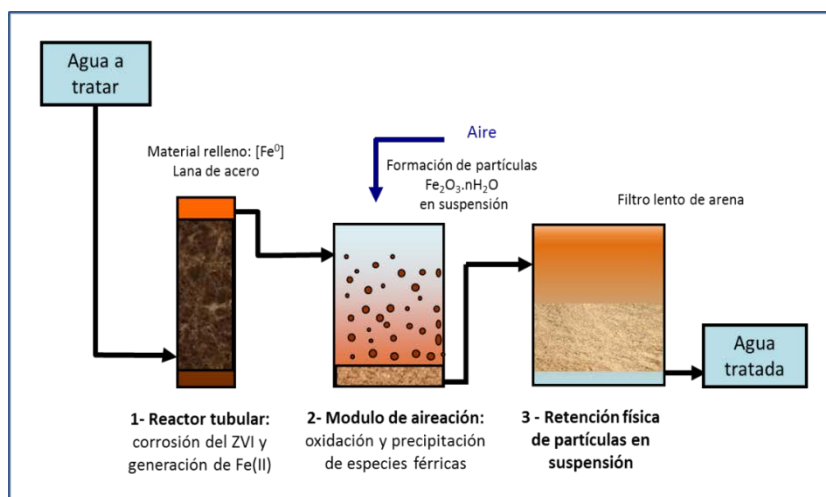 Agua a
tratar
Material relleno: [Fe⁰]
Lana de acero
Aire
Formación de partículas
Fe₂O₃.nH₂O
en suspensión
Filtro lento de arena
Agua
tratada
1- Reactor tubular:
corrosión del ZVI y
generación de Fe(II)
2- Modulo de aireación:
oxidación y precipitación
de especies férricas
3 - Retención física
de partículas en
suspensión